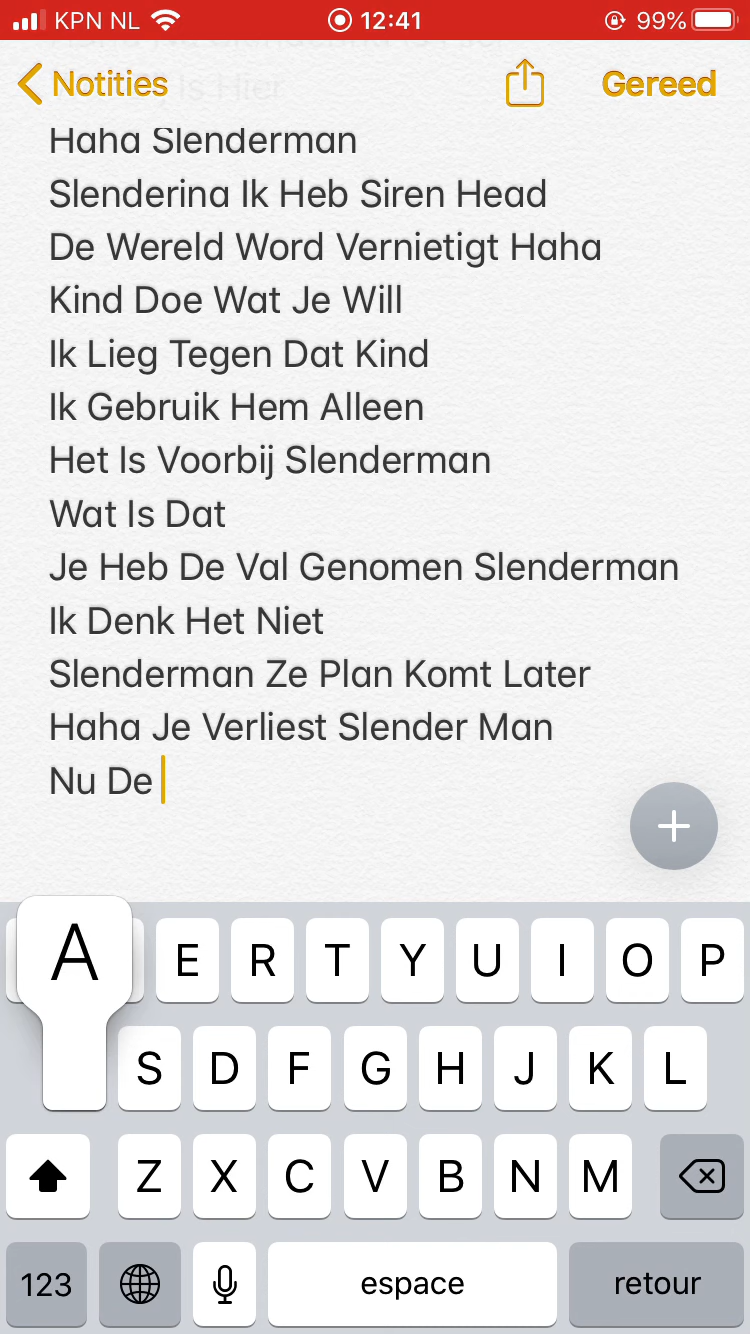 KPN NL 12:41 99%
Notities Gereed
Haha Slenderman
Slenderina Ik Heb Siren Head
De Wereld Word Vernietigt Haha
Kind Doe Wat Je Will
Ik Lieg Tegen Dat Kind
Ik Gebruik Hem Alleen
Het Is Voorbij Slenderman
Wat Is Dat
Je Heb De Val Genomen Slenderman
Ik Denk Het Niet
Slenderman Ze Plan Komt Later
Haha Je Verliest Slender Man
Nu De
A E R T Y U I O P
S D F G H J K L
Z X C V B N M
123 espace retour